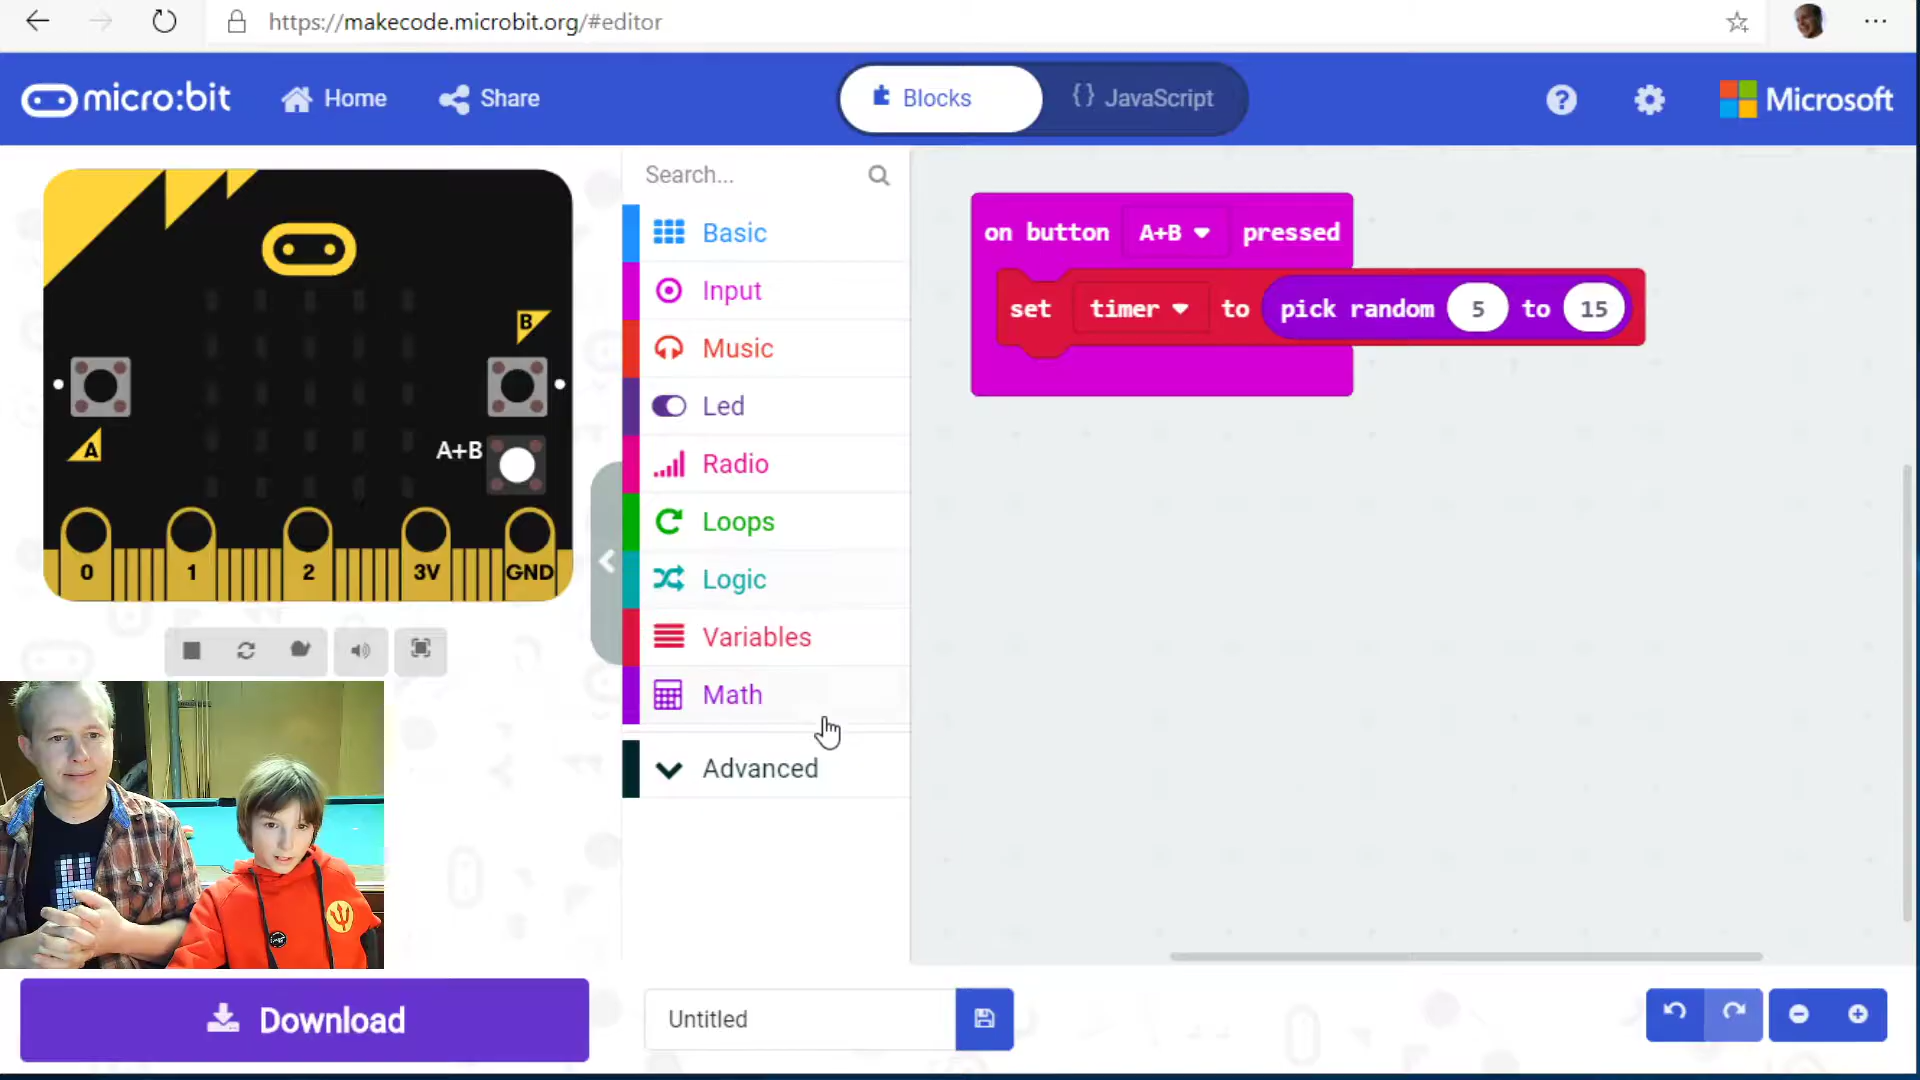 https://makecode.microbit.org/#editor
micro:bit
Home
Share
Blocks
{} JavaScript
?
Microsoft
B
A
A+B
0 1 2 3V GND
Search...
Basic
Input
Music
Led
Radio
Loops
Logic
Variables
Math
Advanced
on button A+B pressed
set timer to pick random 5 to 15
Download
Untitled